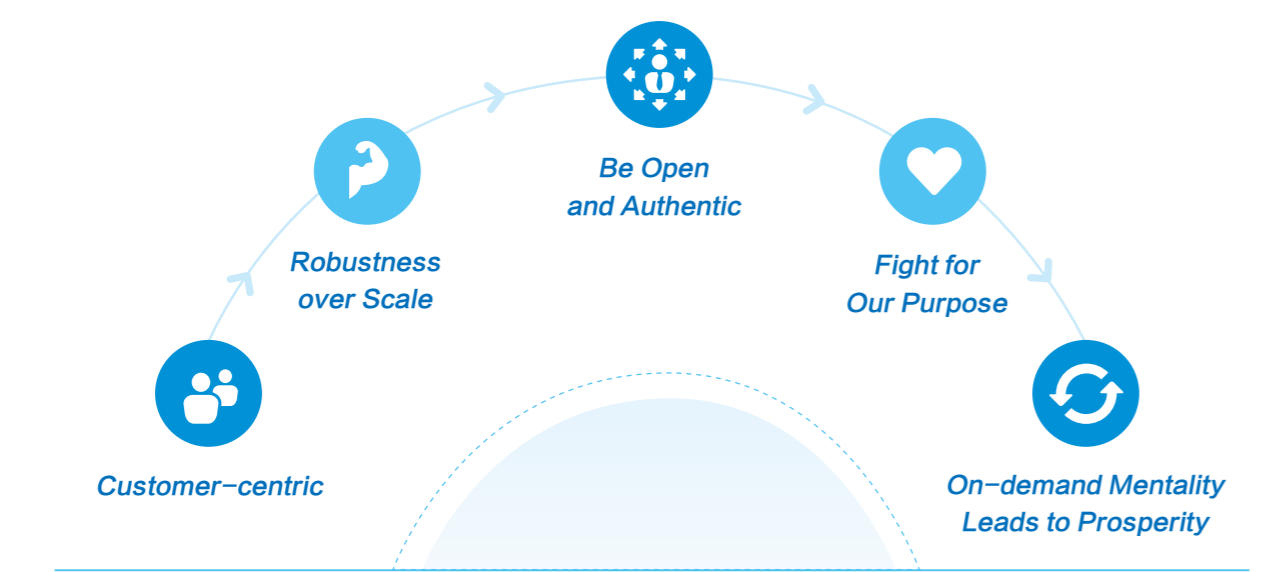 Customer-centric
Robustness
over Scale
Be Open
and Authentic
Fight for
Our Purpose
On-demand Mentality
Leads to Prosperity